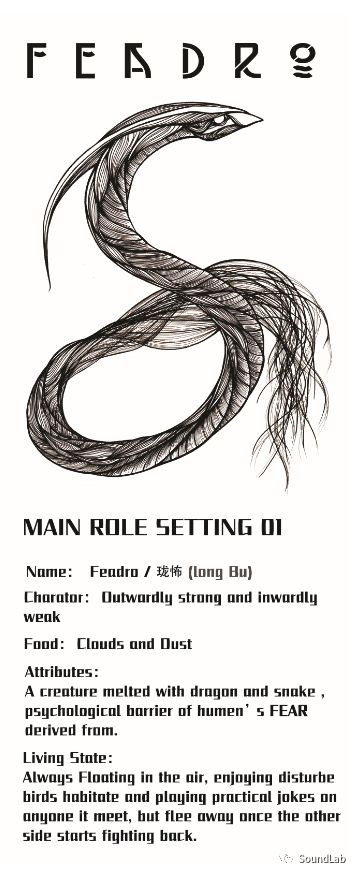 FEADRO
MAIN ROLE SETTING 01
Name: Feadro / 珑怖 (long Bu)
Charator: Outwardly strong and inwardly
weak
Food: Clouds and Dust
Attributes:
A creature melted with dragon and snake ,
psychological barrier of humen’s FEAR
derived from.
Living State:
Always Floating in the air, enjoying disturbe
birds habitate and playing practical jokes on
anyone it meet, but flee away once the other
side starts fighting back.
SoundLab